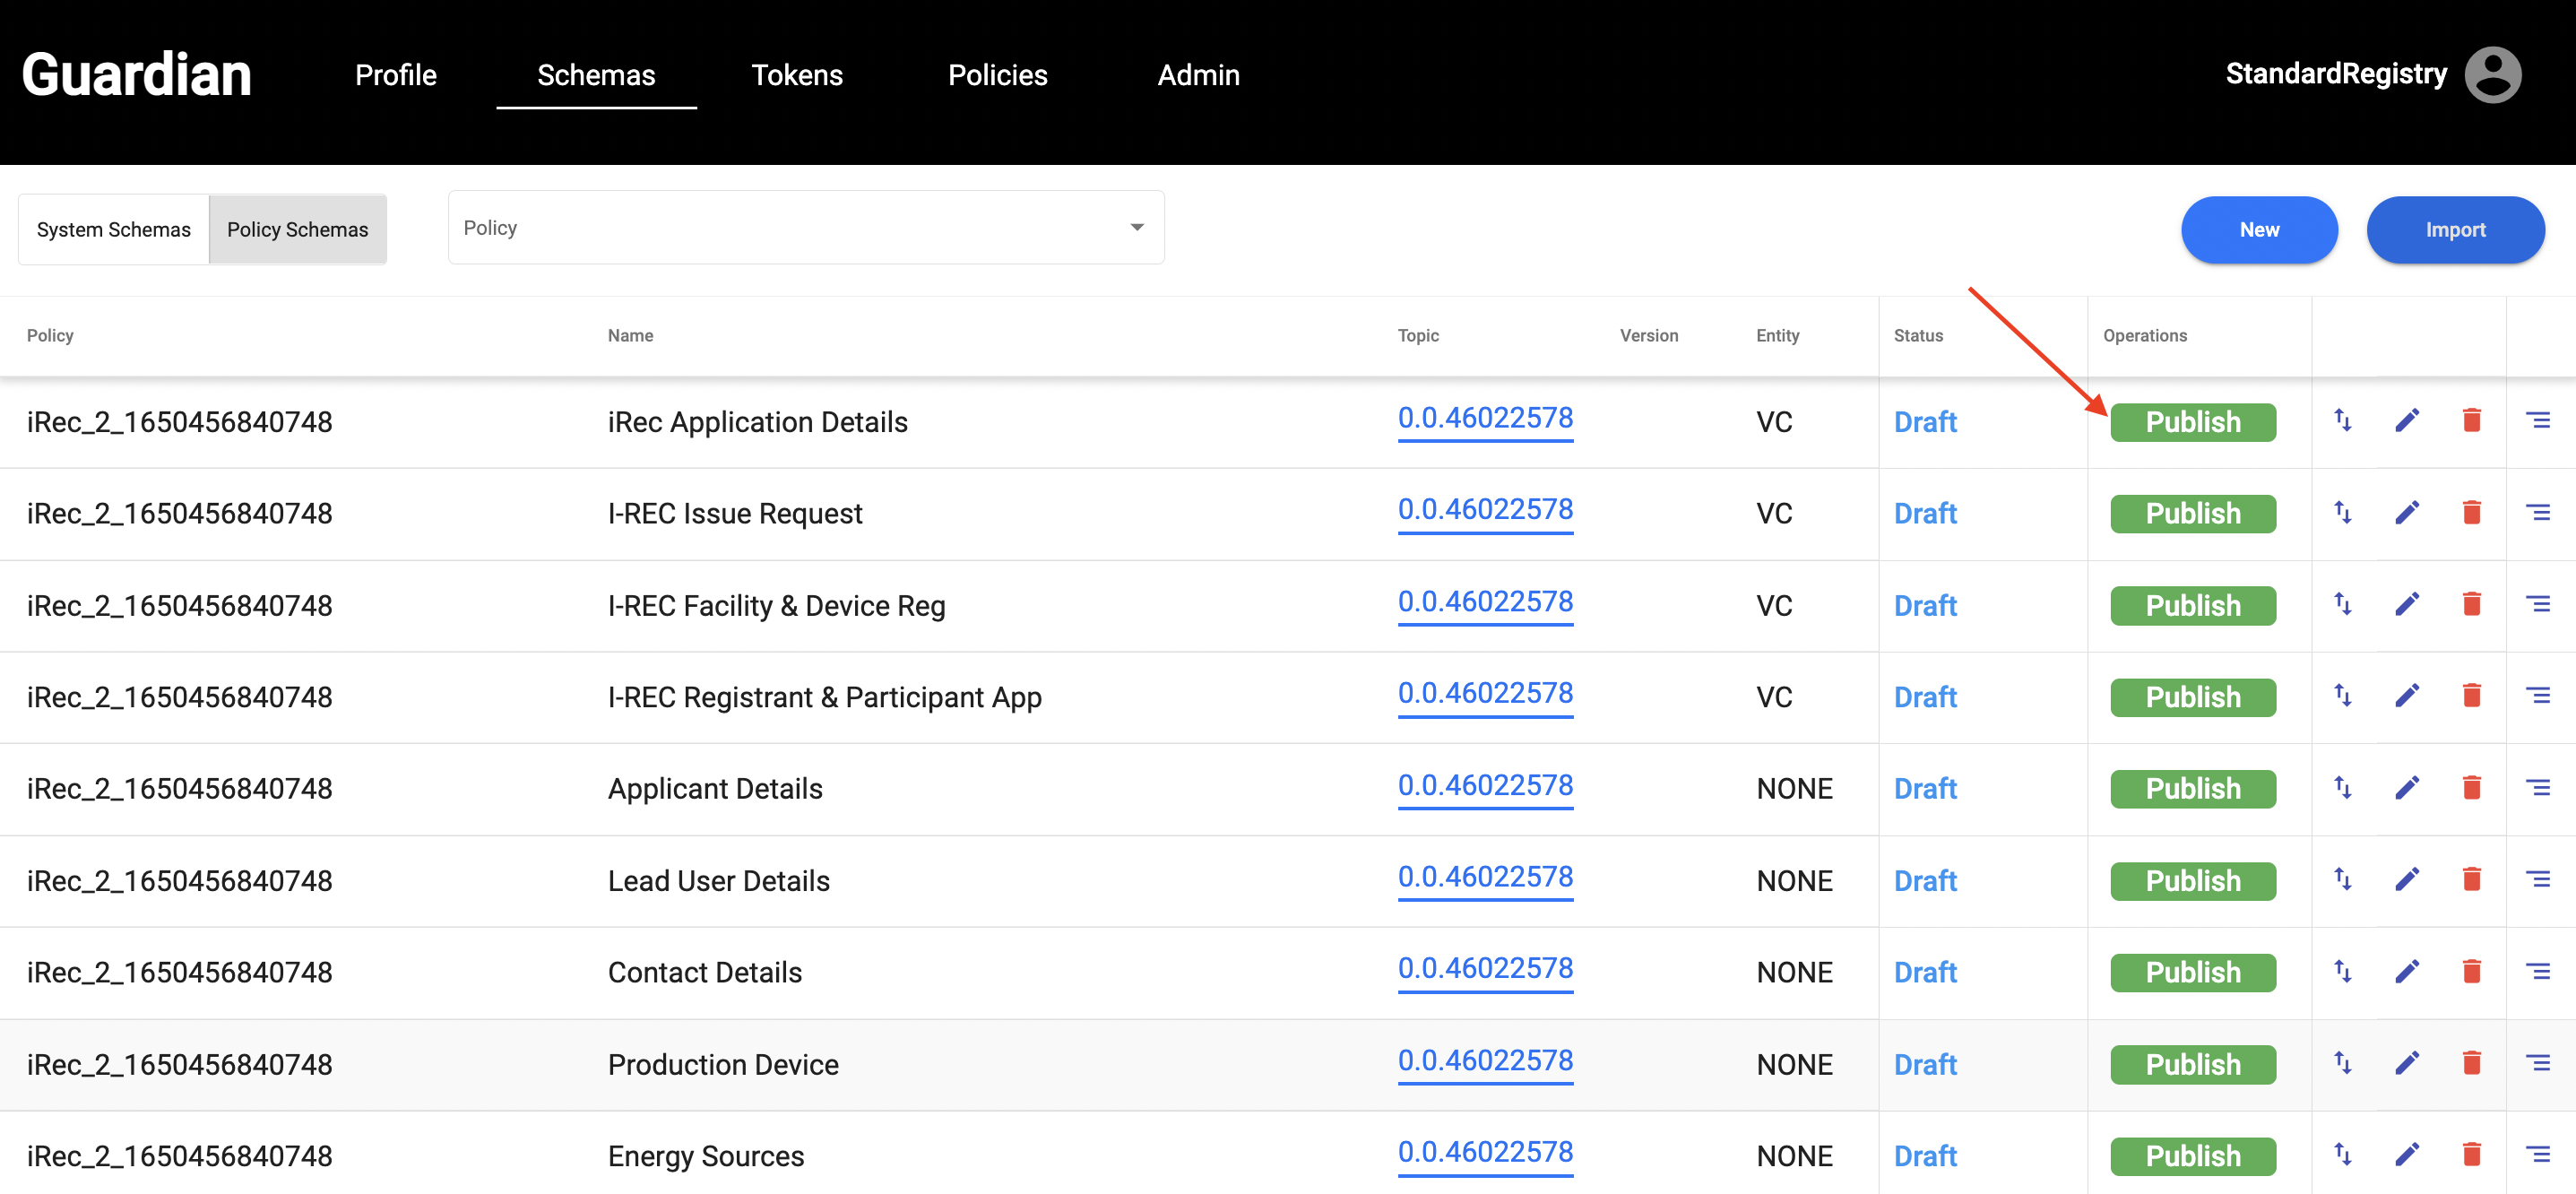 Guardian Profile Schemas Tokens Policies Admin StandardRegistry
System Schemas Policy Schemas Policy New Import
Policy Name Topic Version Entity Status Operations
iRec_2_1650456840748 iRec Application Details 0.0.46022578 VC Draft Publish
iRec_2_1650456840748 I-REC Issue Request 0.0.46022578 VC Draft Publish
iRec_2_1650456840748 I-REC Facility & Device Reg 0.0.46022578 VC Draft Publish
iRec_2_1650456840748 I-REC Registrant & Participant App 0.0.46022578 VC Draft Publish
iRec_2_1650456840748 Applicant Details 0.0.46022578 NONE Draft Publish
iRec_2_1650456840748 Lead User Details 0.0.46022578 NONE Draft Publish
iRec_2_1650456840748 Contact Details 0.0.46022578 NONE Draft Publish
iRec_2_1650456840748 Production Device 0.0.46022578 NONE Draft Publish
iRec_2_1650456840748 Energy Sources 0.0.46022578 NONE Draft Publish